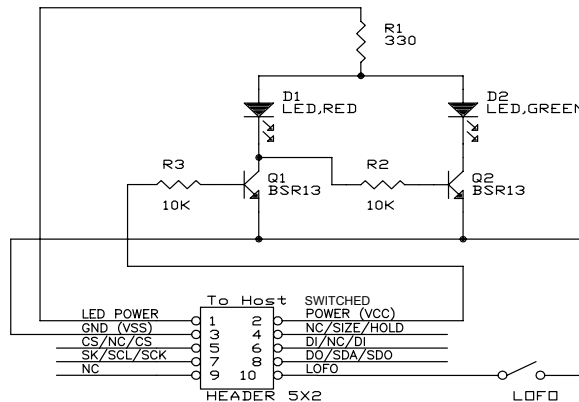 R1
330
D1
LED,RED
D2
LED,GREEN
R3
10K
Q1
BSR13
R2
10K
Q2
BSR13
To Host SWITCHED
LED POWER 1 2 POWER (VCC)
GND (VSS) 3 4 NC/SIZE/HOLD
CS/NC/CS 5 6 DI/NC/DI
SK/SCL/SCK 7 8 DO/SDA/SDO
NC 9 10 LOFO
HEADER 5X2
LOFO